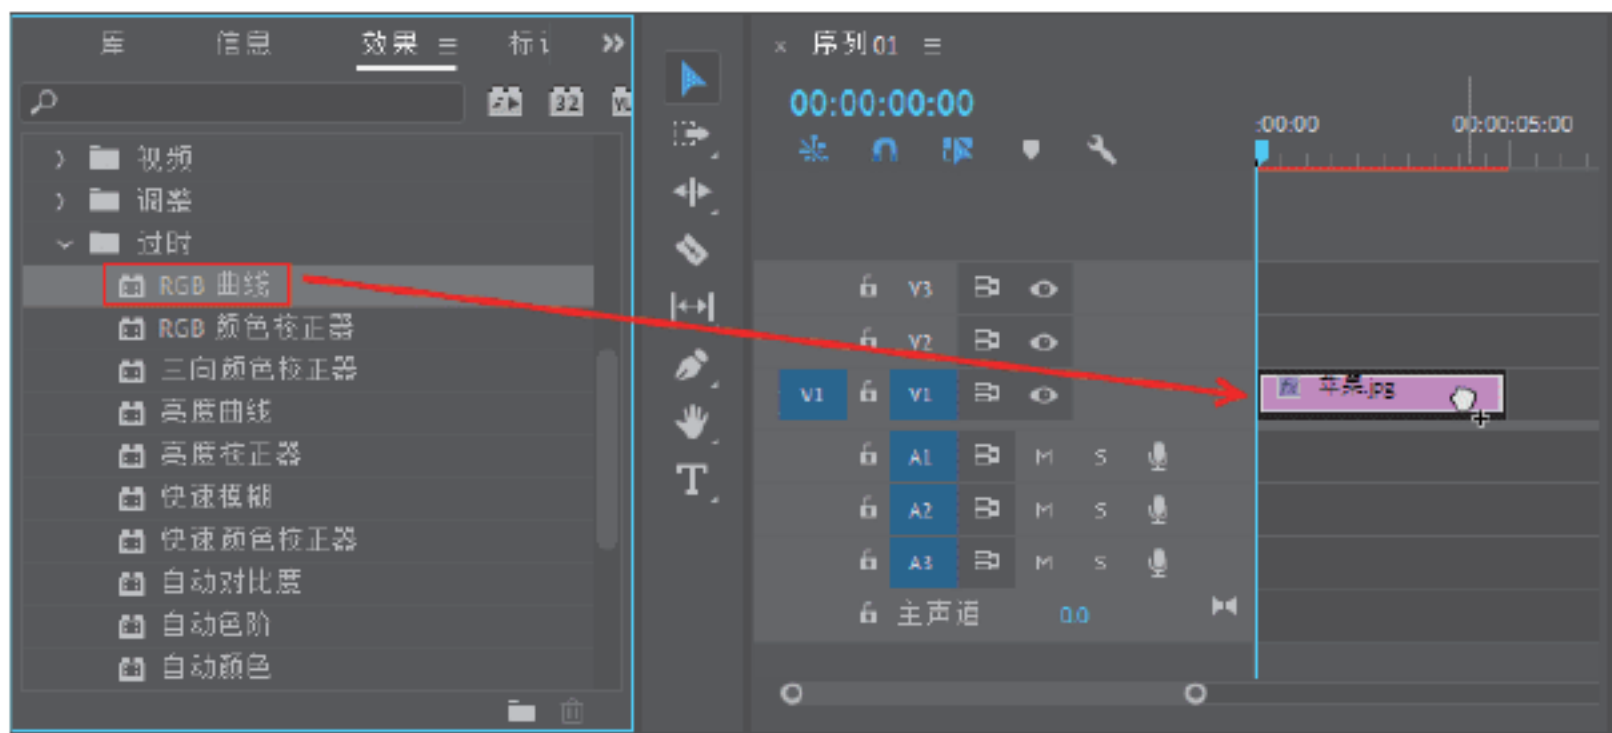 库 信息 效果 标
32
视频
调整
过时
RGB 曲线
RGB 颜色校正器
三向颜色校正器
亮度曲线
亮度校正器
快速模糊
快速颜色校正器
自动对比度
自动色阶
自动颜色
T
× 序列 01
00:00:00:00
:00:00 00:00:05:00
V3
V2
V1 V1 fx 苹果.jpg
A1 M S
A2 M S
A3 M S
主声道 0.0